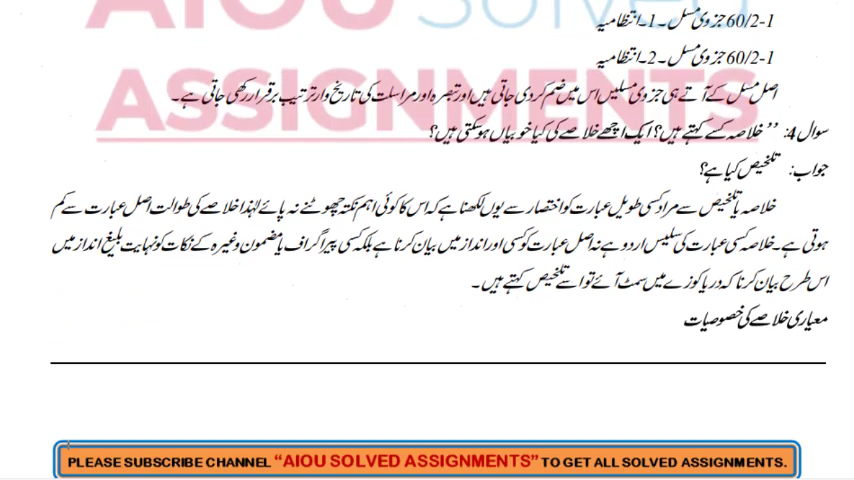 AIOU Solved
ASSIGNMENTS
60/2-1 جزوی مسل۔1۔انتظامیہ
60/2-1 جزوی مسل۔2۔انتظامیہ
اصل مسل کے آتے ہی جزوی مسلیں اس میں ضم کر دی جاتی ہیں اور تبصرہ اور مراسلت کی تاریخ وار ترتیب برقرار رکھی جاتی ہے۔
سوال 4: ’’خلاصہ کسے کہتے ہیں؟ ایک اچھے خلاصے کی کیا خوبیاں ہو سکتی ہیں؟
جواب: تلخیص کیا ہے؟
خلاصہ یا تلخیص سے مراد کسی طویل عبارت کو اختصار سے یوں لکھنا ہے کہ اس کا کوئی اہم نکتہ چھوٹنے نہ پائے لہٰذا خلاصے کی طوالت اصل عبارت سے کم
ہوتی ہے۔ خلاصہ کسی عبارت کی سلیس اردو ہے نہ اصل عبارت کو کسی اور انداز میں بیان کرنا ہے بلکہ کسی پیراگراف یا مضمون وغیرہ کے نکات کو نہایت بلیغ انداز میں
اس طرح بیان کرنا کہ دریا کوزے میں سمٹ آئے تو اسے تلخیص کہتے ہیں۔
معیاری خلاصے کی خصوصیات
PLEASE SUBSCRIBE CHANNEL “AIOU SOLVED ASSIGNMENTS” TO GET ALL SOLVED ASSIGNMENTS.